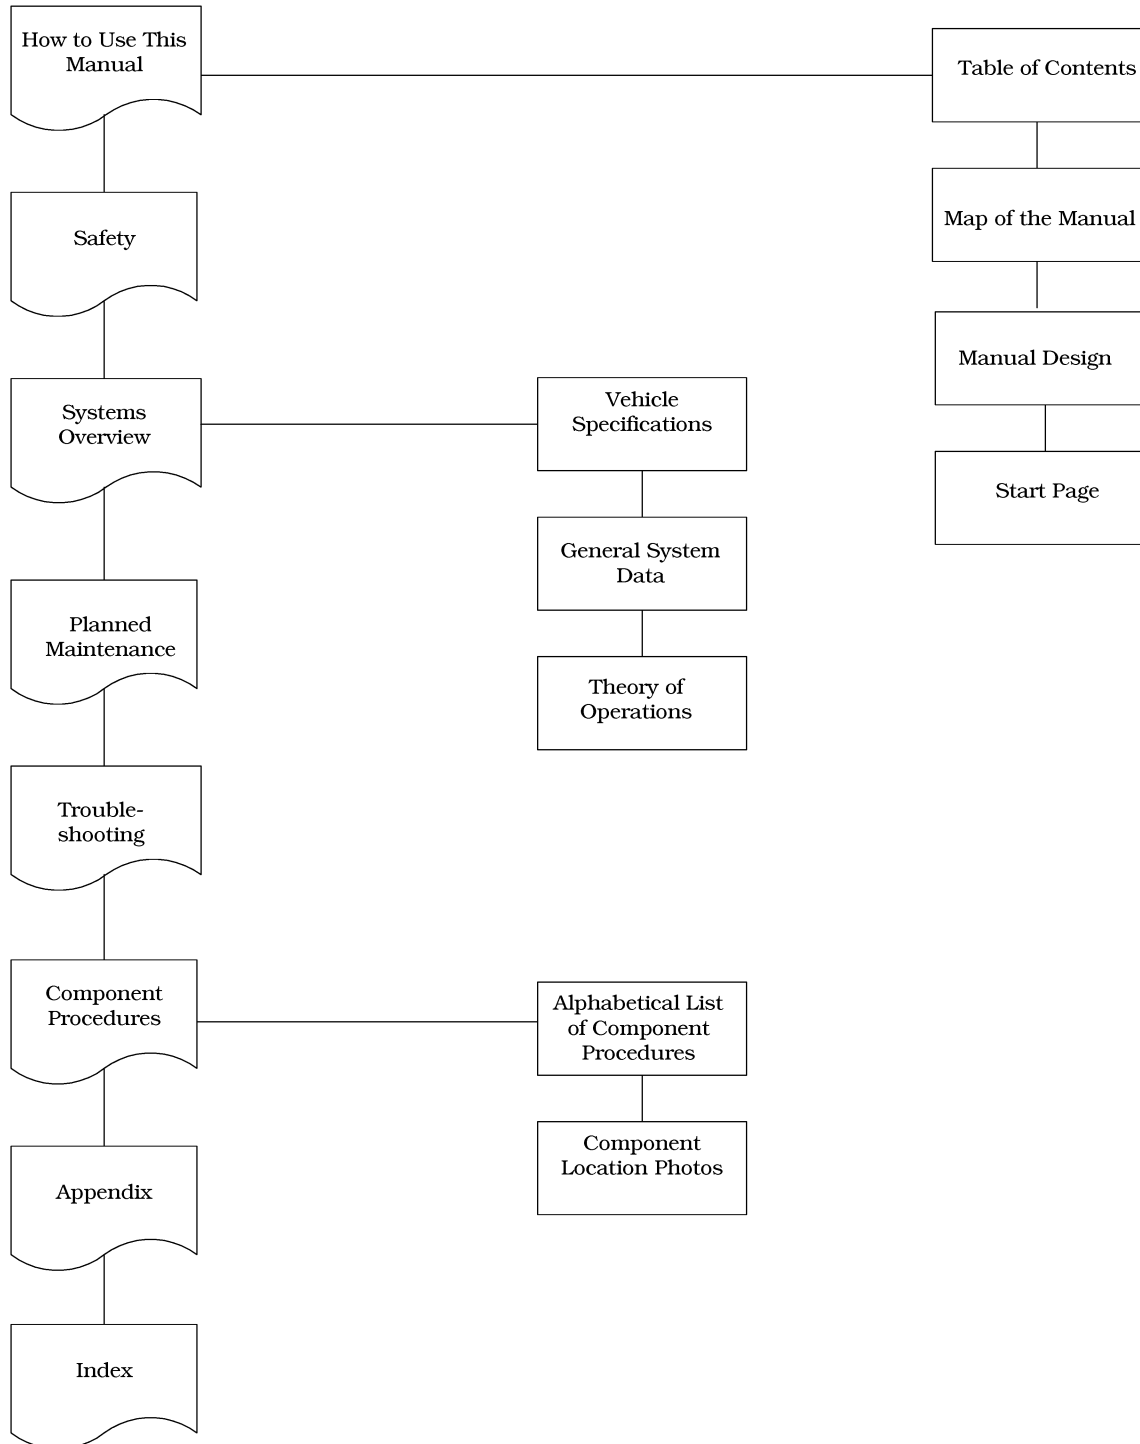 How to Use This
Manual
Table of Contents
Safety
Map of the Manual
Manual Design
Systems
Overview
Vehicle
Specifications
Start Page
General System
Data
Planned
Maintenance
Theory of
Operations
Trouble-
shooting
Component
Procedures
Alphabetical List
of Component
Procedures
Component
Location Photos
Appendix
Index